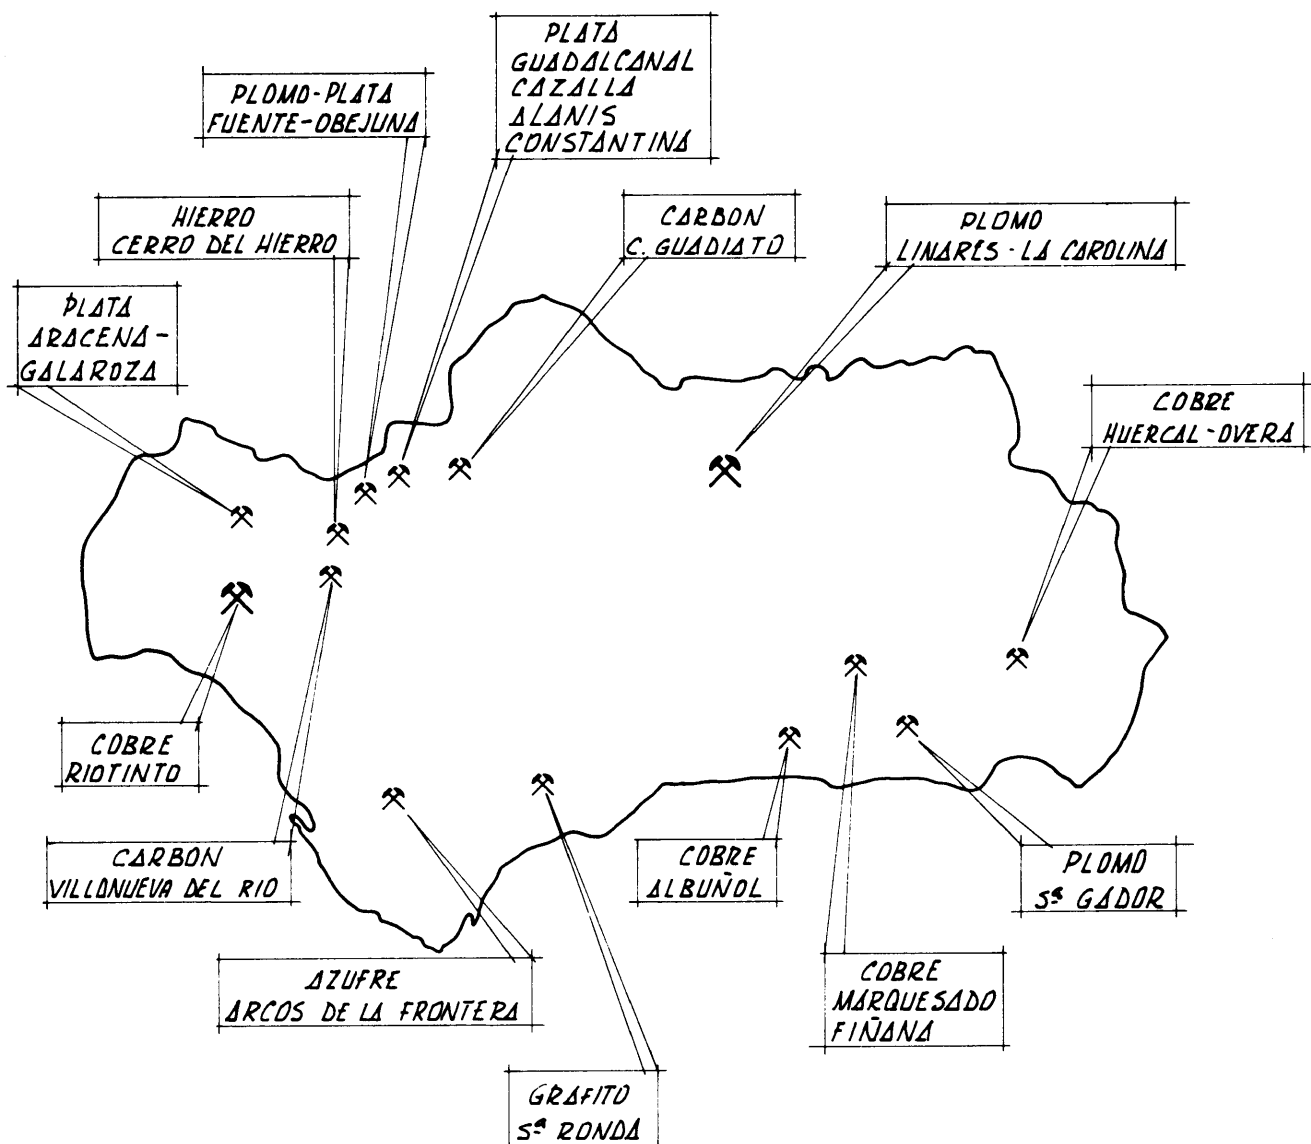 PLATA
GUADALCANAL
CAZALLA
ALANIS
CONSTANTINA
PLOMO-PLATA
FUENTE-OBEJUNA
HIERRO
CERRO DEL HIERRO
CARBON
C. GUADIATO
PLOMO
LINARES-LA CAROLINA
PLATA
ARACENA-
GALAROZA
COBRE
HUERCAL-OVERA
COBRE
RIOTINTO
CARBON
VILLANUEVA DEL RIO
COBRE
ALBUÑOL
PLOMO
Sª GADOR
AZUFRE
ARCOS DE LA FRONTERA
COBRE
MARQUESADO
FIÑANA
GRAFITO
Sª RONDA